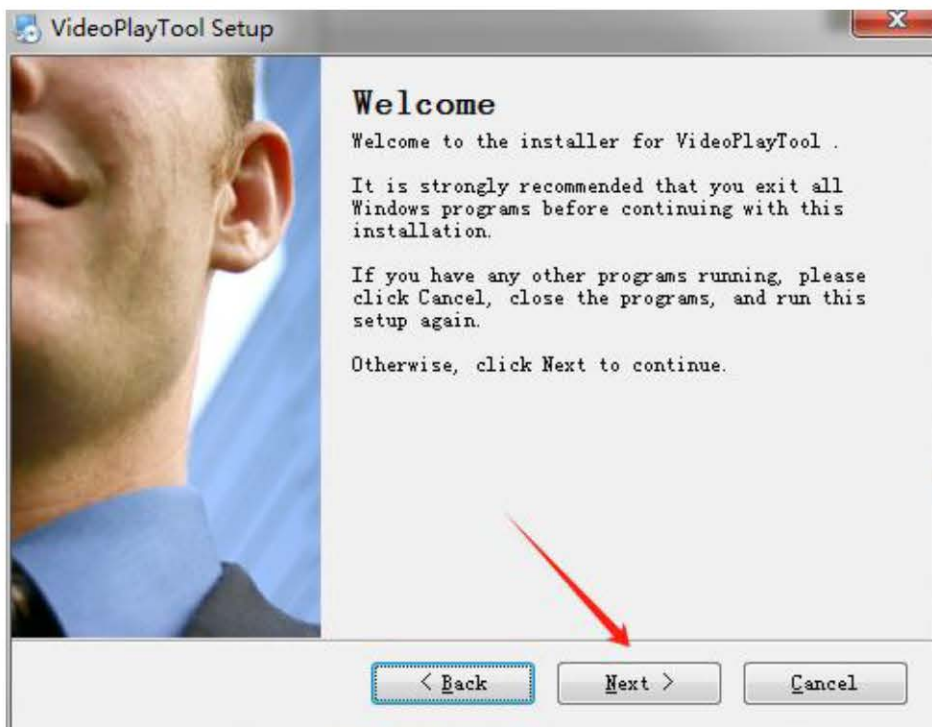 VideoPlayTool Setup
Welcome
Welcome to the installer for VideoPlayTool .
It is strongly recommended that you exit all
Windows programs before continuing with this
installation.
If you have any other programs running, please
click Cancel, close the programs, and run this
setup again.
Otherwise, click Next to continue.
< Back
Next >
Cancel